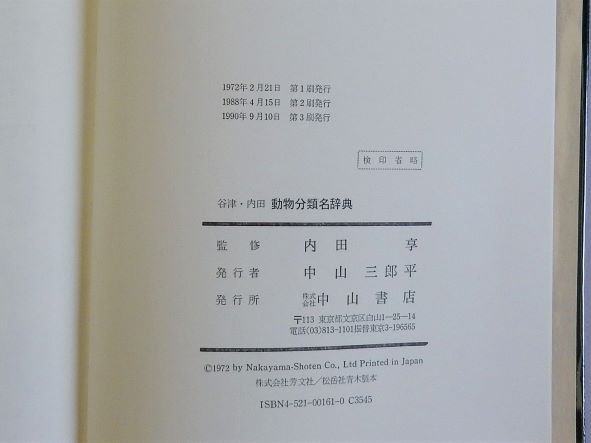 1972年2月21日 第1刷発行
1988年4月15日 第2刷発行
1990年9月10日 第3刷発行
検印省略
谷津・内田 動物分類名辞典
監修 内田 亨
発行者 中山三郎平
発行所 株式会社 中山書店
〒113 東京都文京区白山1-25-14
電話(03)813-1101振替東京3-196565
©1972 by Nakayama-Shoten Co., Ltd Printed in Japan
株式会社芳文社/松岳社青木製本
ISBN4-521-00161-0 C3545